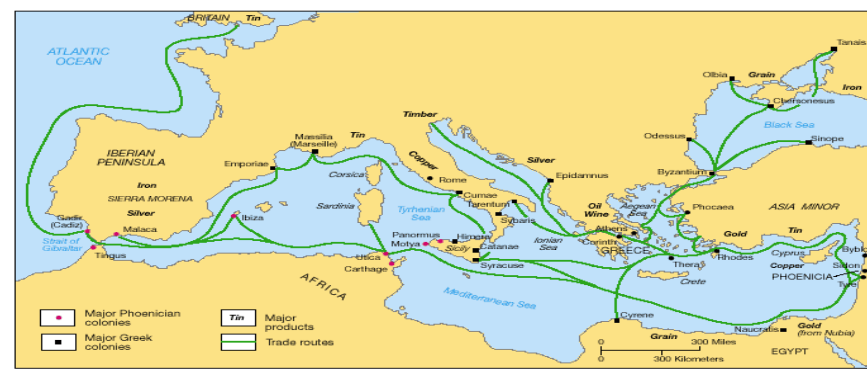 BRITAIN
Tin
ATLANTIC
OCEAN
Tanais
Olbia
Grain
Iron
Chersonesus
Timber
Black Sea
Massilia
(Marseille)
Tin
IBERIAN
PENINSULA
Emporiae
Copper
Silver
Odessus
Sinope
Corsica
Rome
Epidamnus
Byzantium
Iron
SIERRA MORENA
Cumae
Tarentum
Silver
Sardinia
Tyrrhenian
Sea
Oil
Wine
Aegean
Sea
Phocaea
ASIA MINOR
Gadir
(Cadiz)
Malaca
Ibiza
Sybaris
Athens
Strait of
Gibraltar
Panormus
Himera
Ionian
Sea
Corinth
Gold
Tin
Tingus
Motya
Sicily
Catanae
GREECE
Rhodes
Cyprus
Byblos
Utica
Syracuse
Thera
Copper
Sidon
Carthage
Crete
PHOENICIA
Tyre
AFRICA
Mediterranean Sea
Cyrene
Naucratis
Gold
(from Nubia)
Grain
EGYPT
Major Phoenician
colonies
Tin
Major
products
Major Greek
colonies
Trade routes
0 300 Miles
0 300 Kilometers